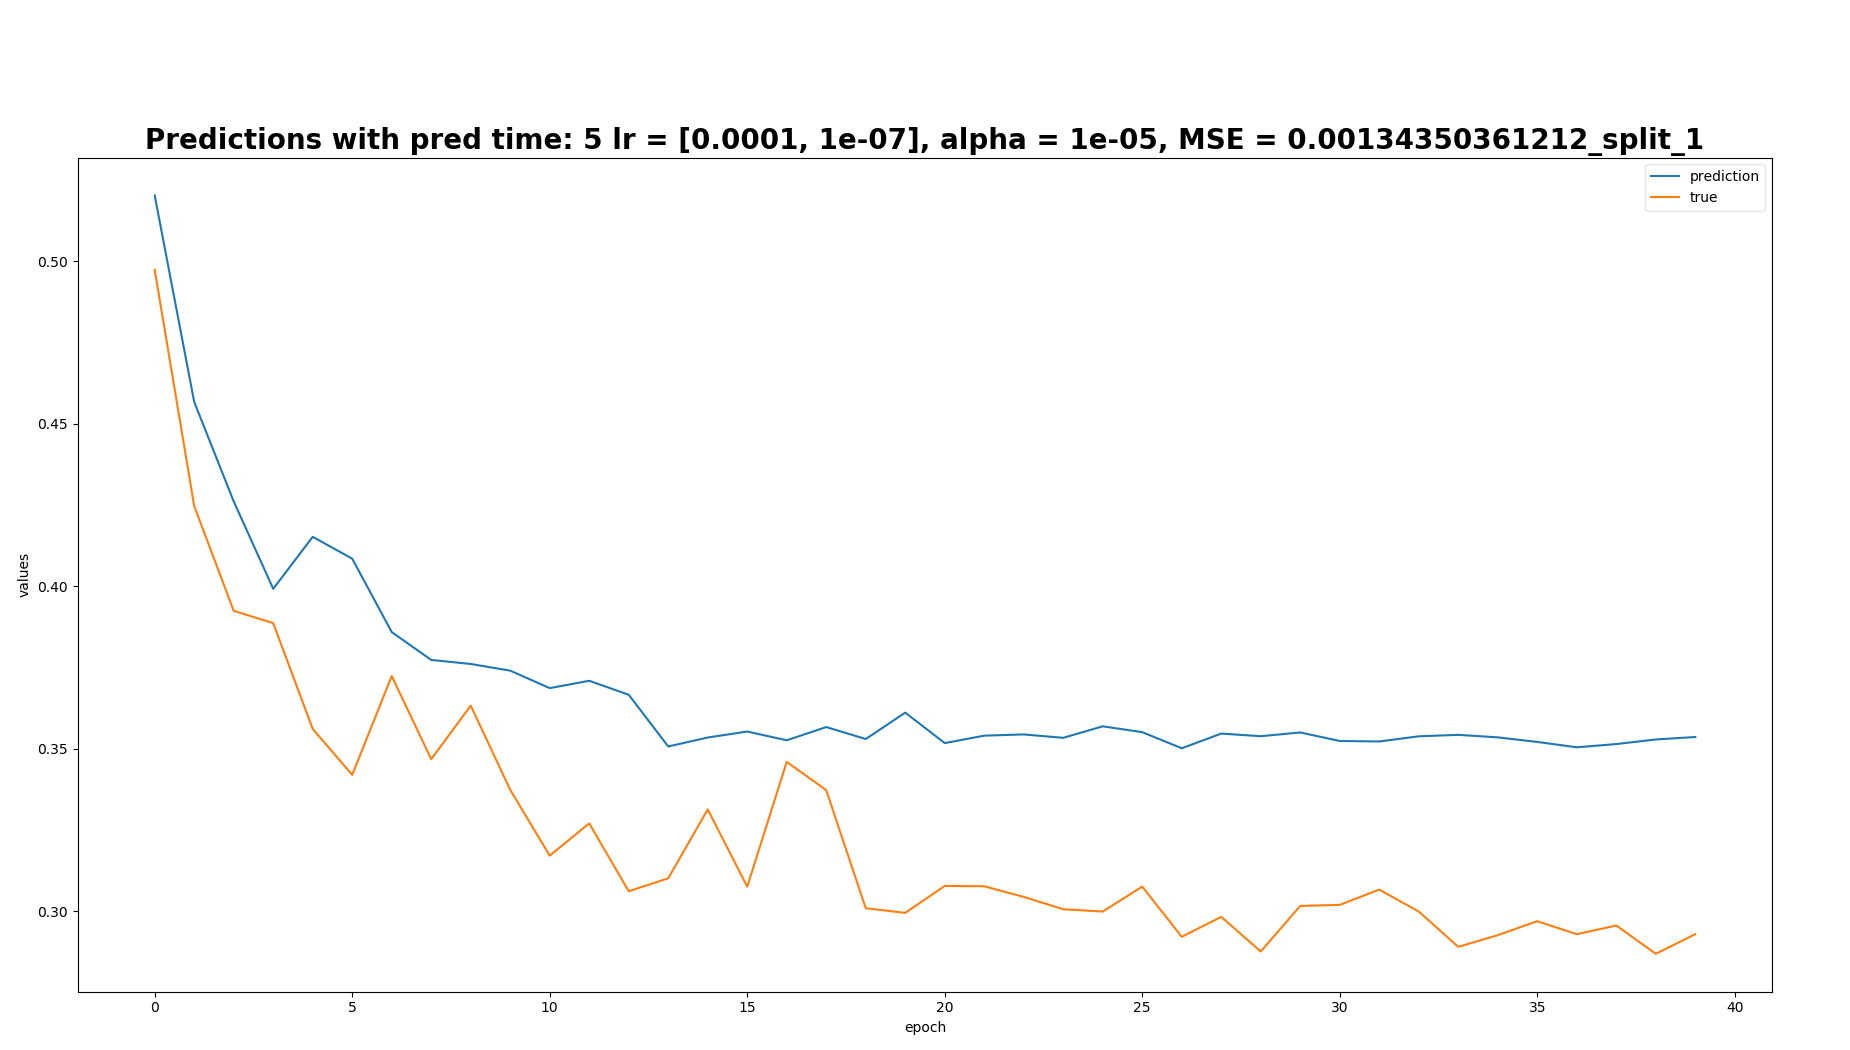 Predictions with pred time: 5 lr = [0.0001, 1e-07], alpha = 1e-05, MSE = 0.00134350361212_split_1
prediction
true
values
0.50
0.45
0.40
0.35
0.30
0 5 10 15 20 25 30 35 40
epoch